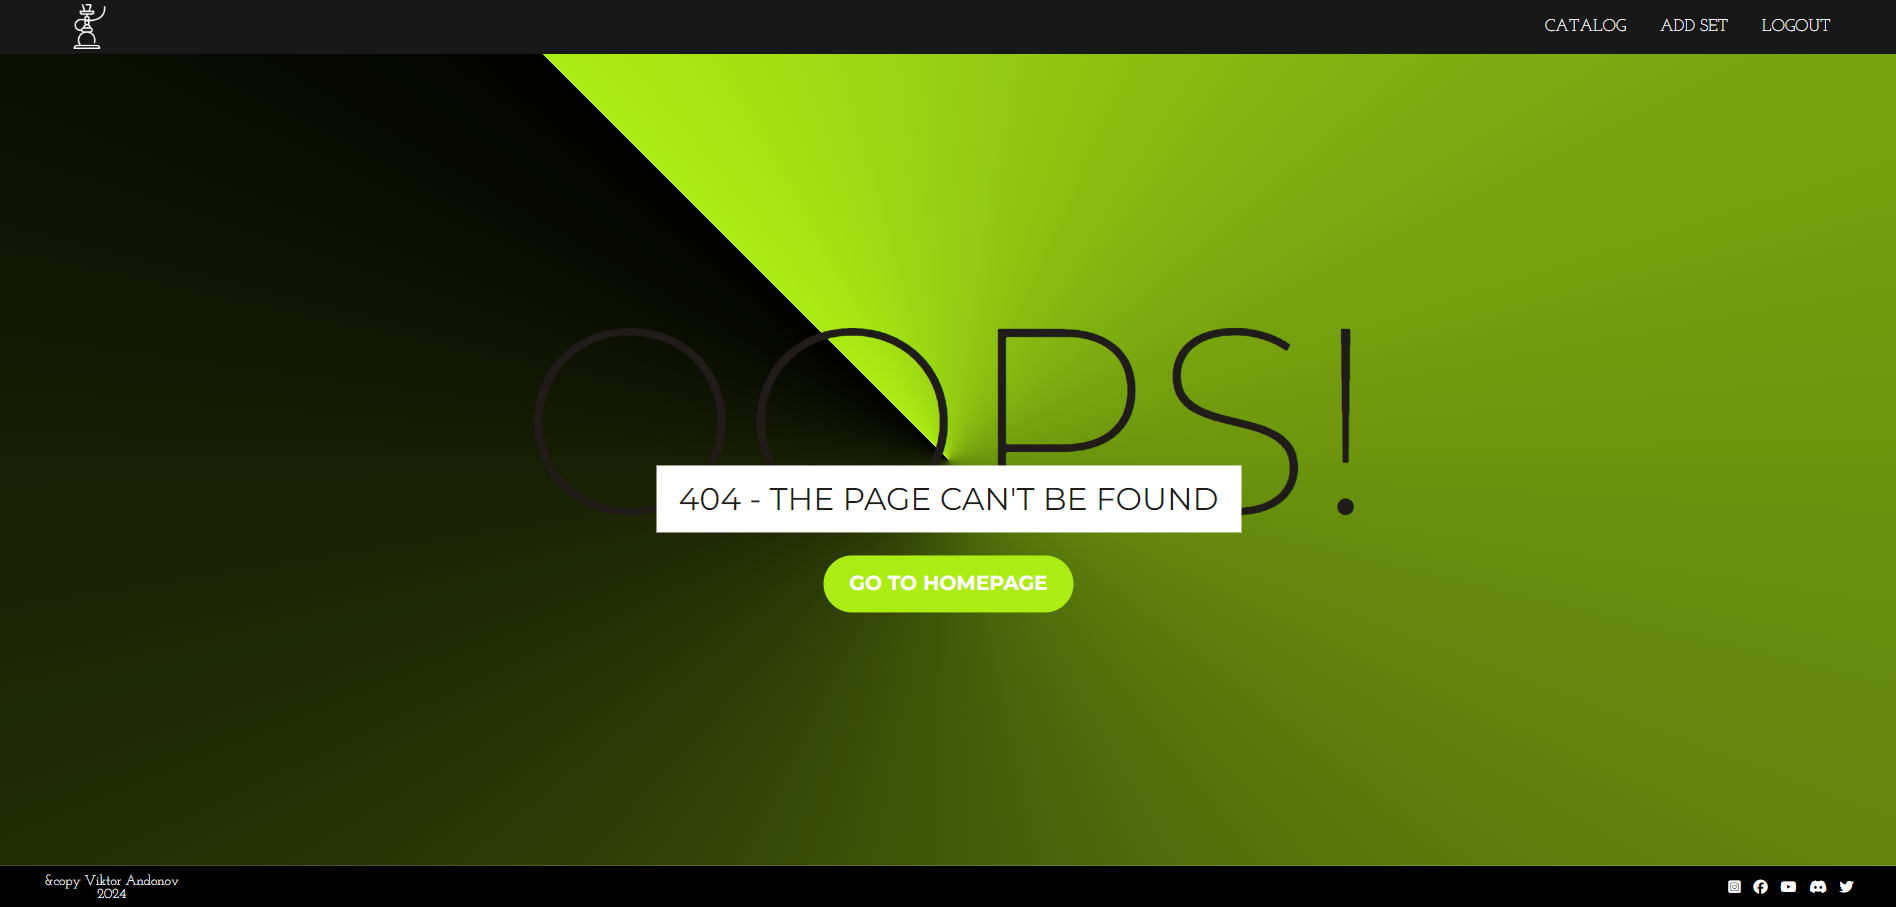 CATALOG ADD SET LOGOUT
OOPS!
404 - THE PAGE CAN'T BE FOUND
GO TO HOMEPAGE
&copy Viktor Andonov
2024